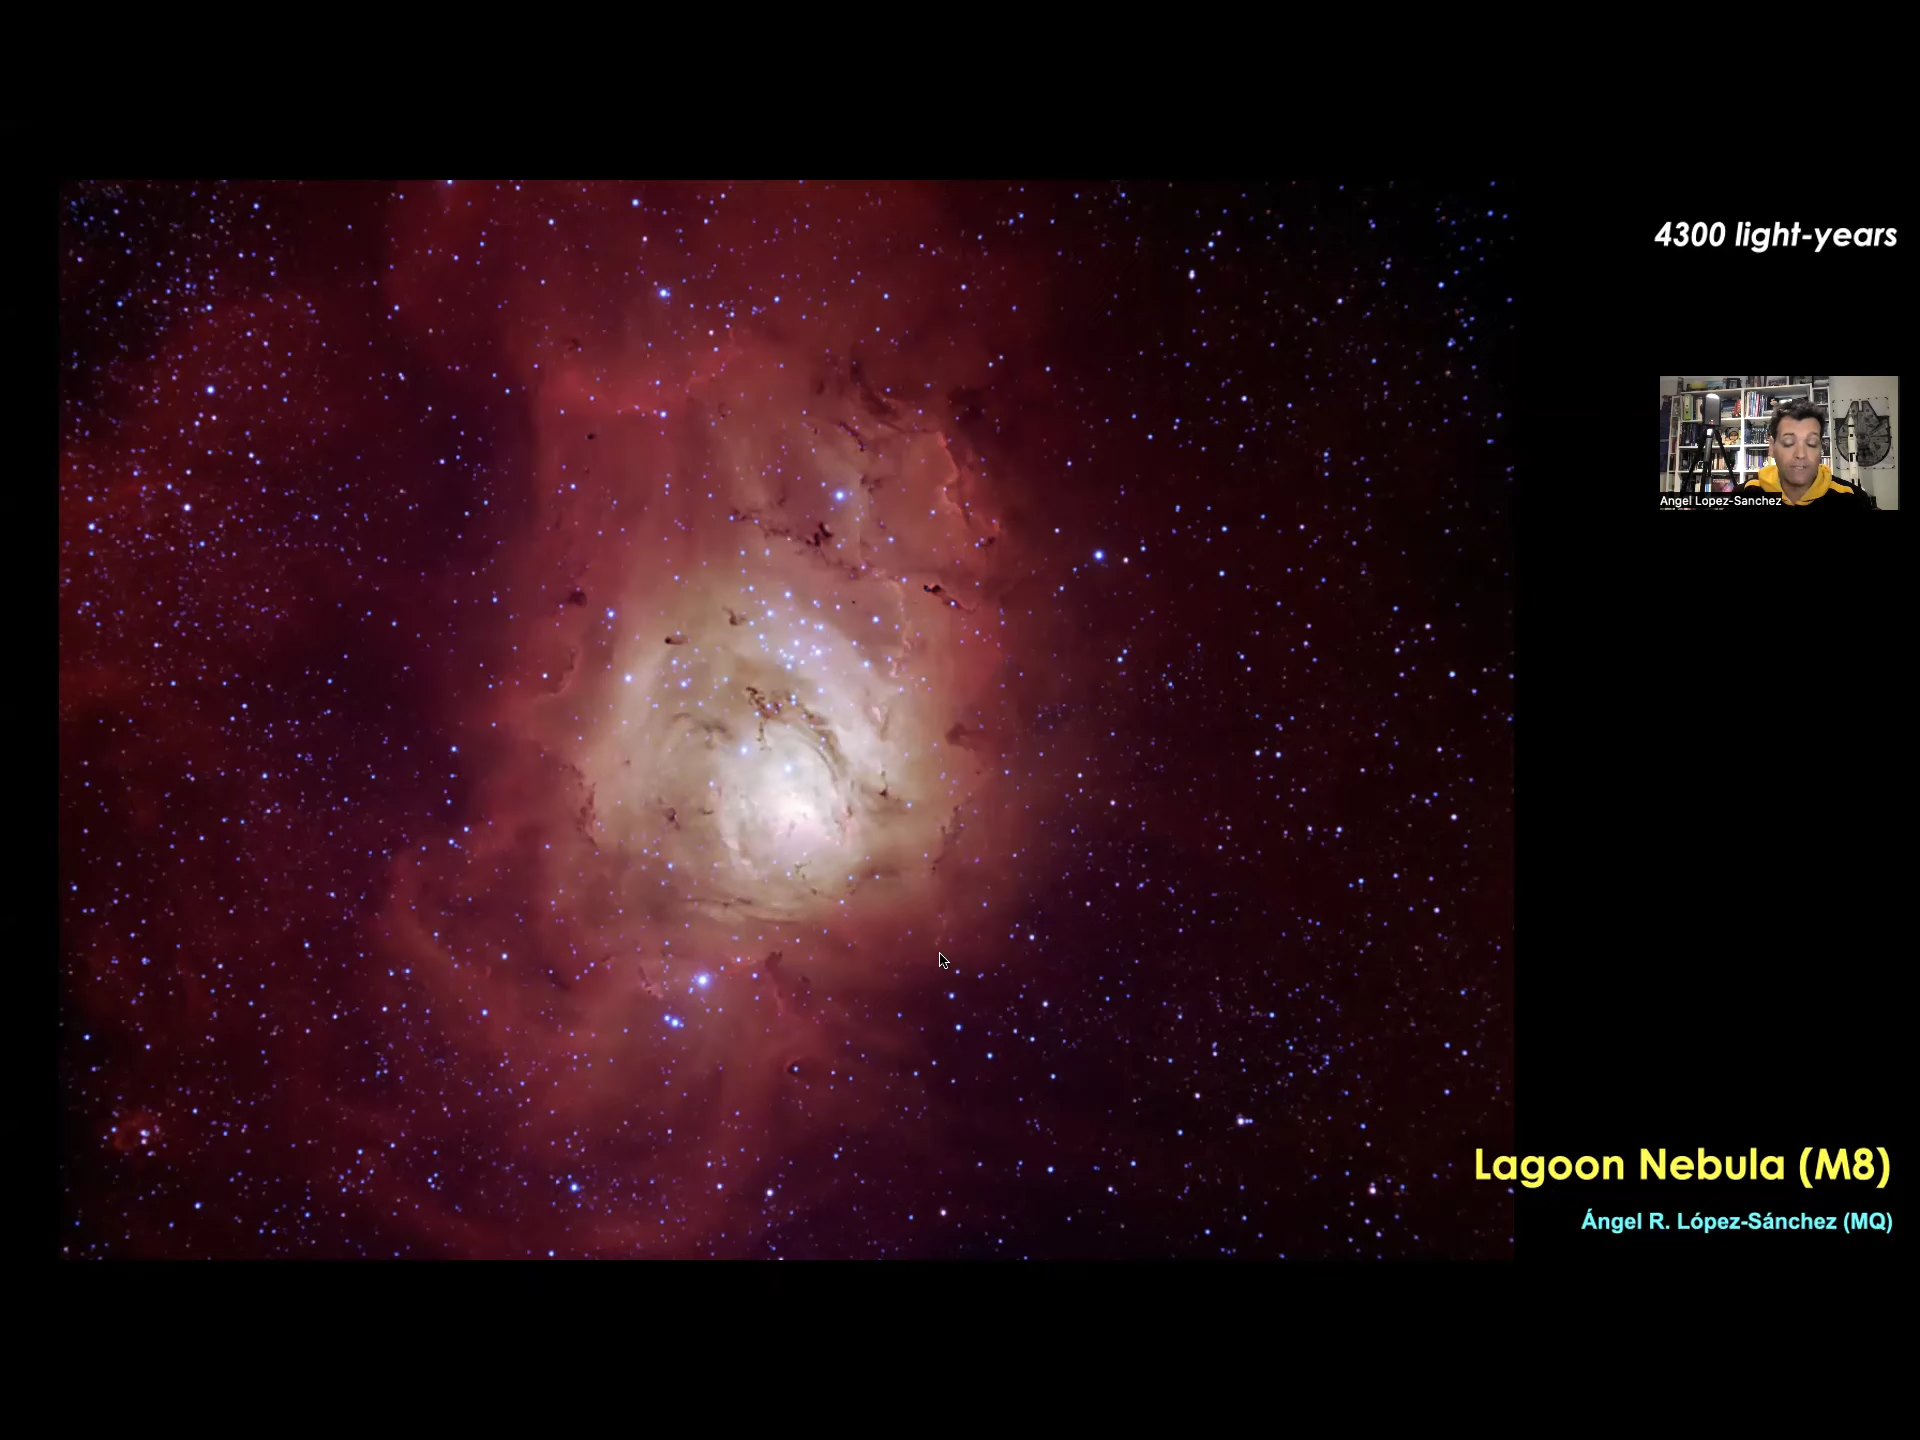 4300 light-years
Angel Lopez-Sanchez
Lagoon Nebula (M8)
Ángel R. López-Sánchez (MQ)